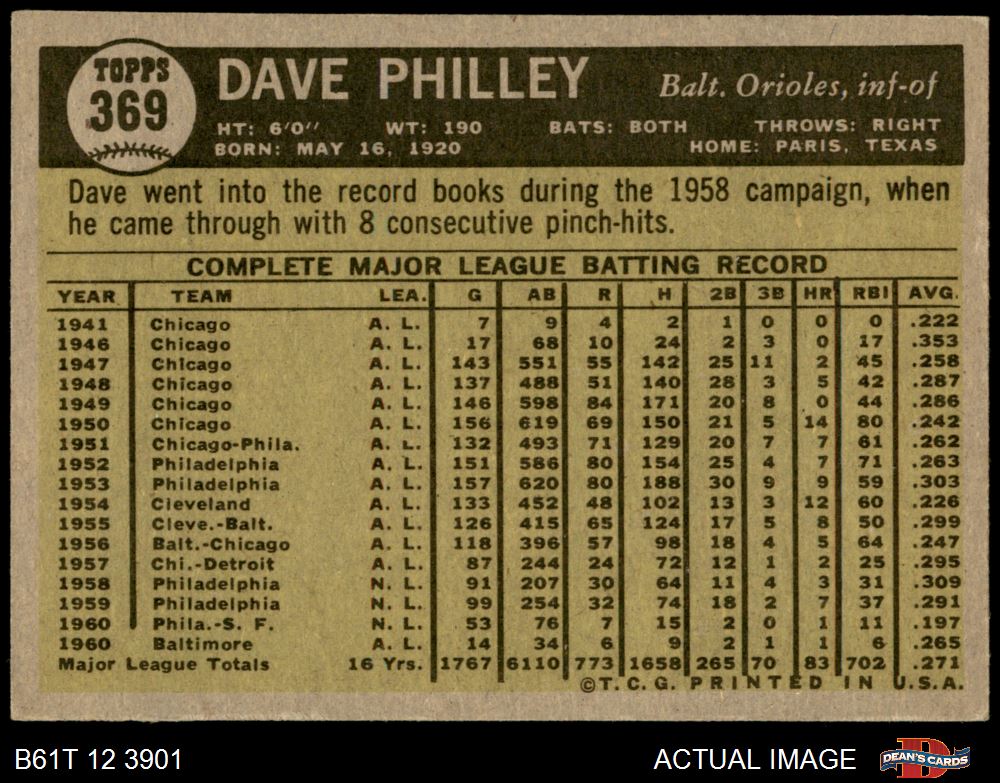 TOPPS
369
DAVE PHILLEY
Balt. Orioles, inf-of
HT: 6'0" WT: 190 BATS: BOTH THROWS: RIGHT
BORN: MAY 16, 1920 HOME: PARIS, TEXAS
Dave went into the record books during the 1958 campaign, when
he came through with 8 consecutive pinch-hits.
COMPLETE MAJOR LEAGUE BATTING RECORD
YEAR TEAM LEA. G AB R H 2B 3B HR RBI AVG.
1941 Chicago A. L. 7 9 4 2 1 0 0 0 .222
1946 Chicago A. L. 17 68 10 24 2 3 0 17 .353
1947 Chicago A. L. 143 551 55 142 25 11 2 45 .258
1948 Chicago A. L. 137 488 51 140 28 3 5 42 .287
1949 Chicago A. L. 146 598 84 171 20 8 0 44 .286
1950 Chicago A. L. 156 619 69 150 21 5 14 80 .242
1951 Chicago-Phila. A. L. 132 493 71 129 20 7 7 61 .262
1952 Philadelphia A. L. 151 586 80 154 25 4 7 71 .263
1953 Philadelphia A. L. 157 620 80 188 30 9 9 59 .303
1954 Cleveland A. L. 133 452 48 102 13 3 12 60 .226
1955 Cleve.-Balt. A. L. 126 415 65 124 17 5 8 50 .299
1956 Balt.-Chicago A. L. 118 396 57 98 18 4 5 64 .247
1957 Chi.-Detroit A. L. 87 244 24 72 12 1 2 25 .295
1958 Philadelphia N. L. 91 207 30 64 11 4 3 31 .309
1959 Philadelphia N. L. 99 254 32 74 18 2 7 37 .291
1960 Phila.-S. F. N. L. 53 76 7 15 2 0 1 11 .197
1960 Baltimore A. L. 14 34 6 9 2 1 1 6 .265
Major League Totals 16 Yrs. 1767 6110 773 1658 265 70 83 702 .271
©T. C. G. PRINTED IN U.S.A.
B61T 12 3901 ACTUAL IMAGE DEAN'S CARDS